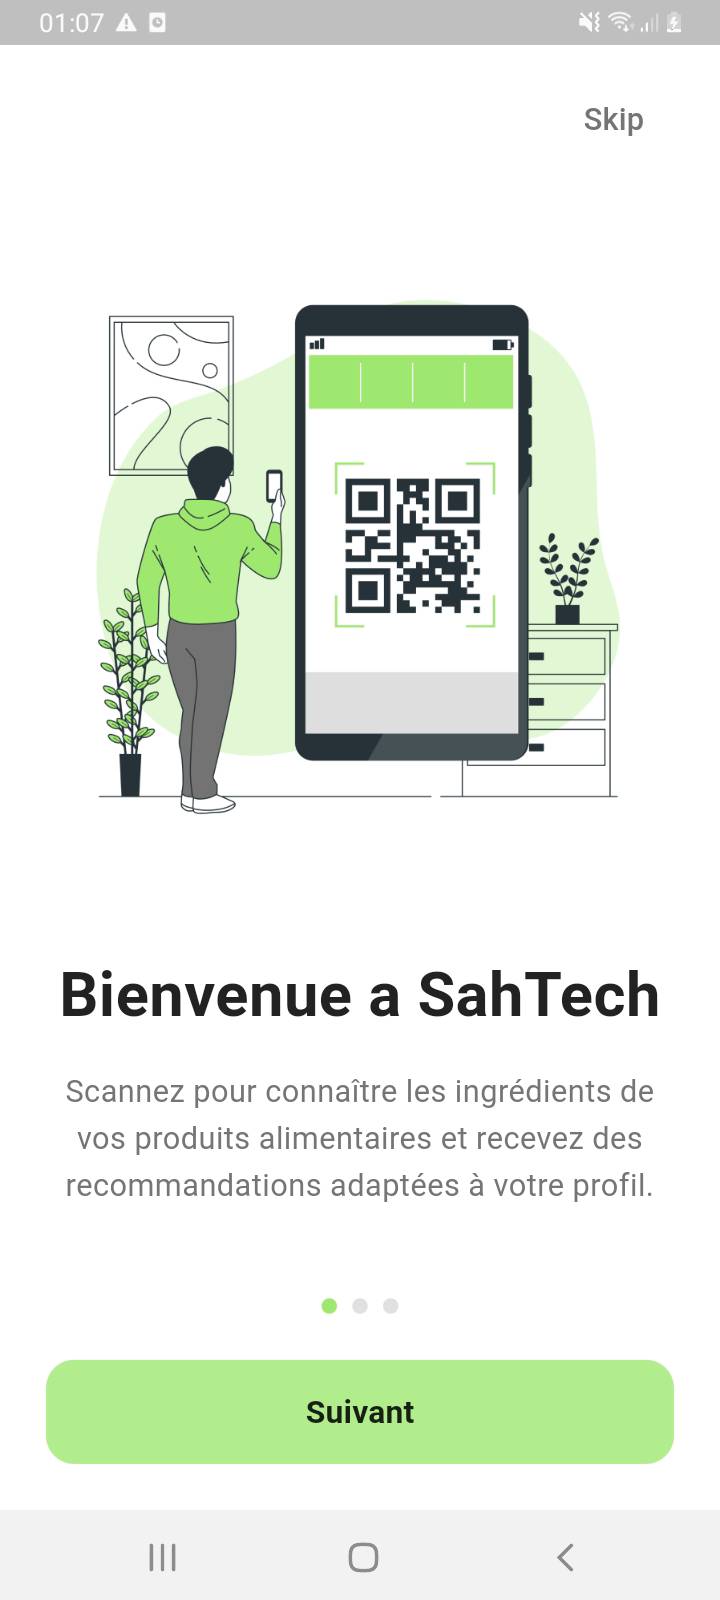 01:07
Skip
Bienvenue a SahTech
Scannez pour connaître les ingrédients de
vos produits alimentaires et recevez des
recommandations adaptées à votre profil.
Suivant